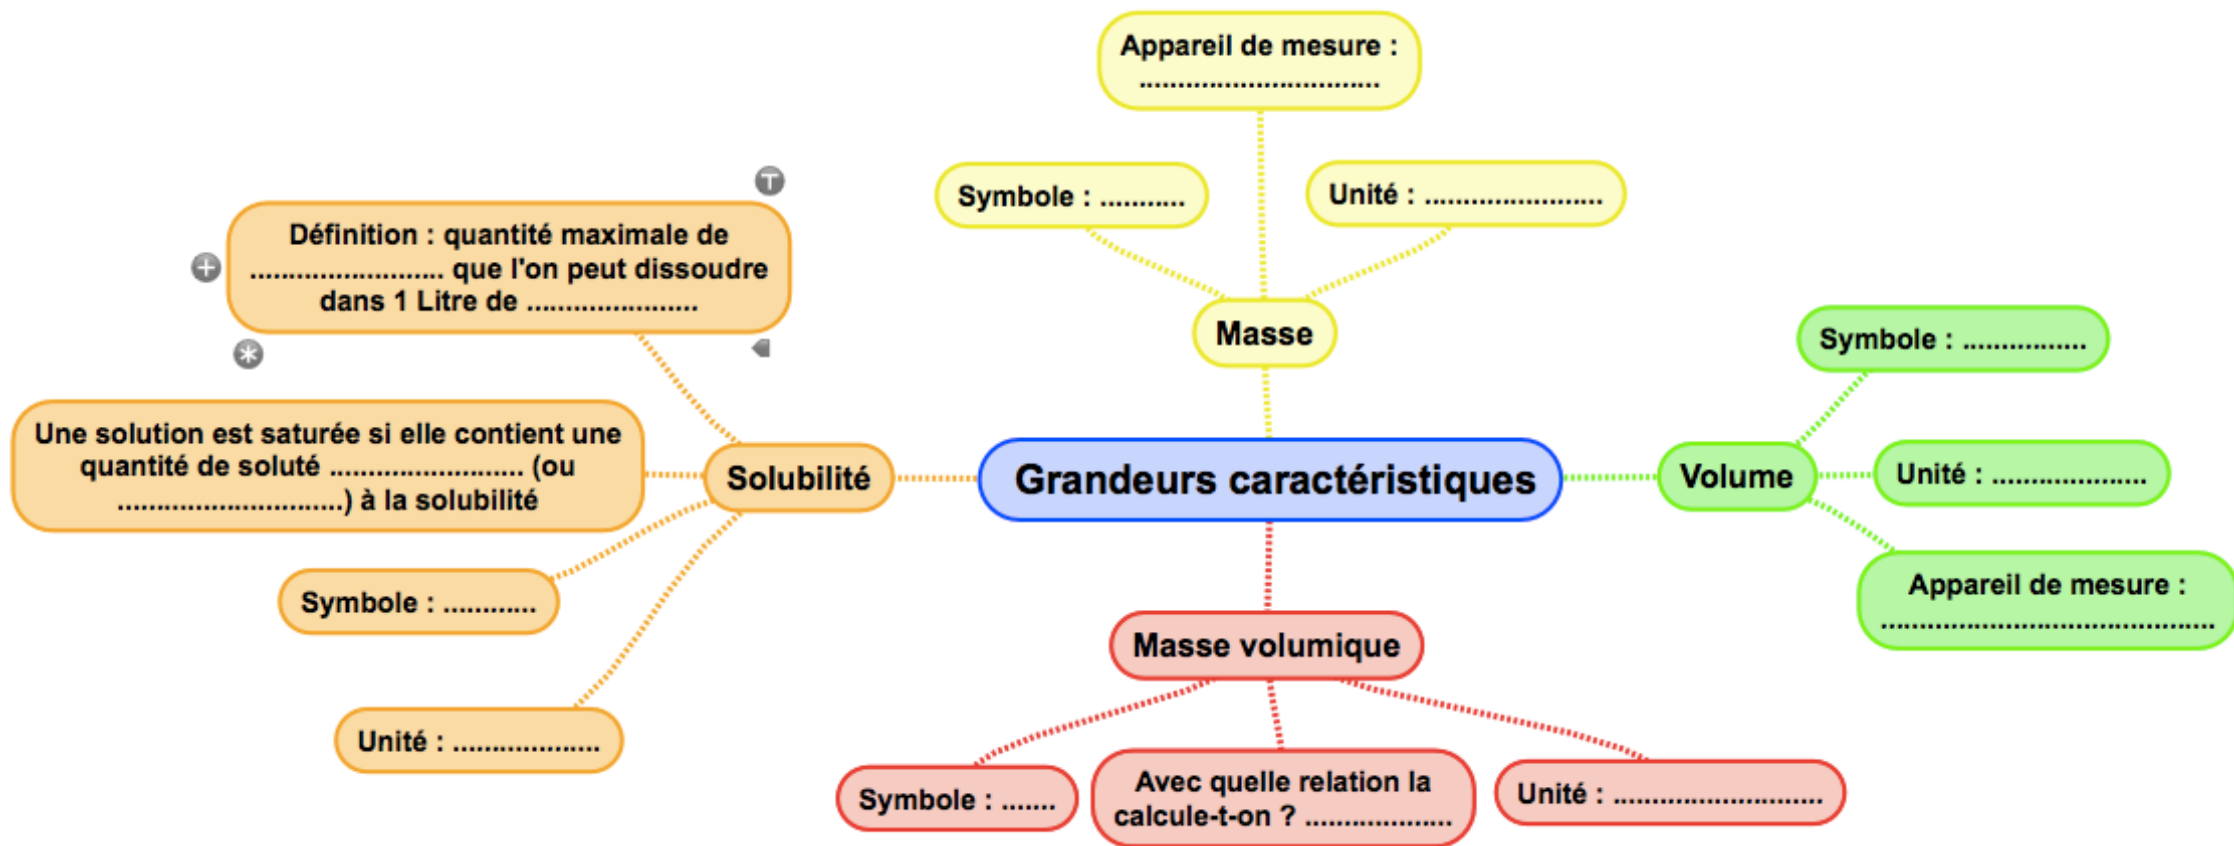 Appareil de mesure :
...............................
Symbole : ...........
Unité : .......................
Masse
Définition : quantité maximale de
......................... que l'on peut dissoudre
dans 1 Litre de ......................
Une solution est saturée si elle contient une
quantité de soluté ......................... (ou
.............................) à la solubilité
Symbole : ............
Unité : ...................
Solubilité
Grandeurs caractéristiques
Volume
Symbole : ................
Unité : ....................
Appareil de mesure :
...........................................
Masse volumique
Symbole : .......
Avec quelle relation la
calcule-t-on ? ...................
Unité : ...........................